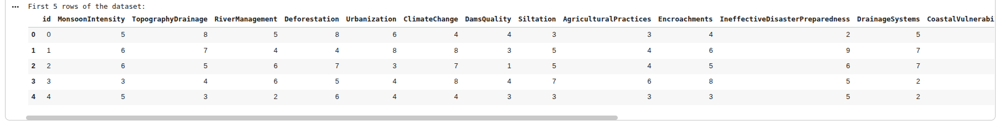 First 5 rows of the dataset:
id MonsoonIntensity TopographyDrainage RiverManagement Deforestation Urbanization ClimateChange DamsQuality Siltation AgriculturalPractices Encroachments IneffectiveDisasterPreparedness DrainageSystems CoastalVulnerabi
0 0 5 8 5 8 6 4 4 3 3 4 2 5
1 1 6 7 4 4 8 8 3 5 4 6 9 7
2 2 6 5 6 7 3 7 1 5 4 5 6 7
3 3 3 4 6 5 4 8 4 7 6 8 5 2
4 4 5 3 2 6 4 4 3 3 3 3 5 2